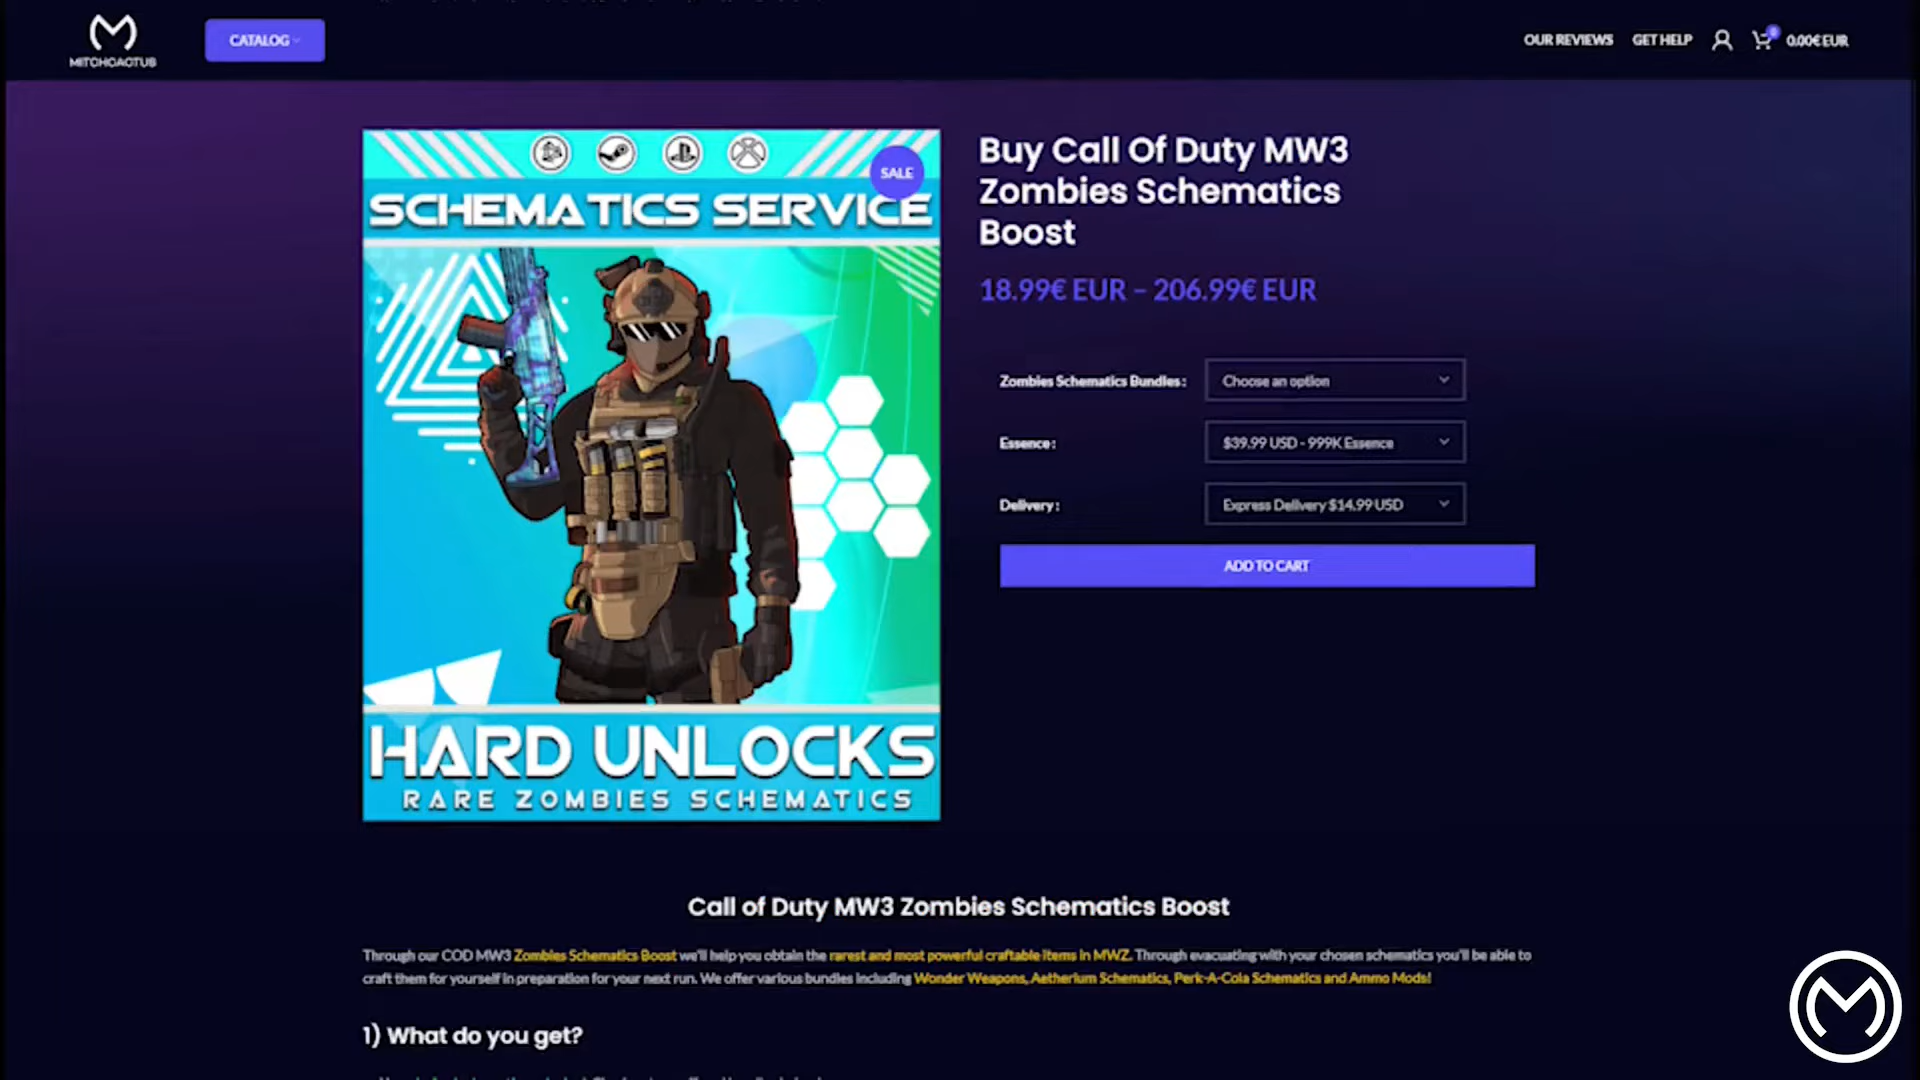 MITCHCACTUS
CATALOG
OUR REVIEWS
GET HELP
0
0.00€ EUR
SALE
SCHEMATICS SERVICE
HARD UNLOCKS
RARE ZOMBIES SCHEMATICS
Buy Call Of Duty MW3
Zombies Schematics
Boost
18.99€ EUR – 206.99€ EUR
Zombies Schematics Bundles :
Choose an option
Essence :
$39.99 USD - 999K Essence
Delivery :
Express Delivery $14.99 USD
ADD TO CART
Call of Duty MW3 Zombies Schematics Boost
Through our COD MW3 Zombies Schematics Boost we'll help you obtain the rarest and most powerful craftable items in MWZ. Through evacuating with your chosen schematics you'll be able to
craft them for yourself in preparation for your next run. We offer various bundles including Wonder Weapons, Aetherium Schematics, Perk-A-Cola Schematics and Ammo Mods!
1) What do you get?